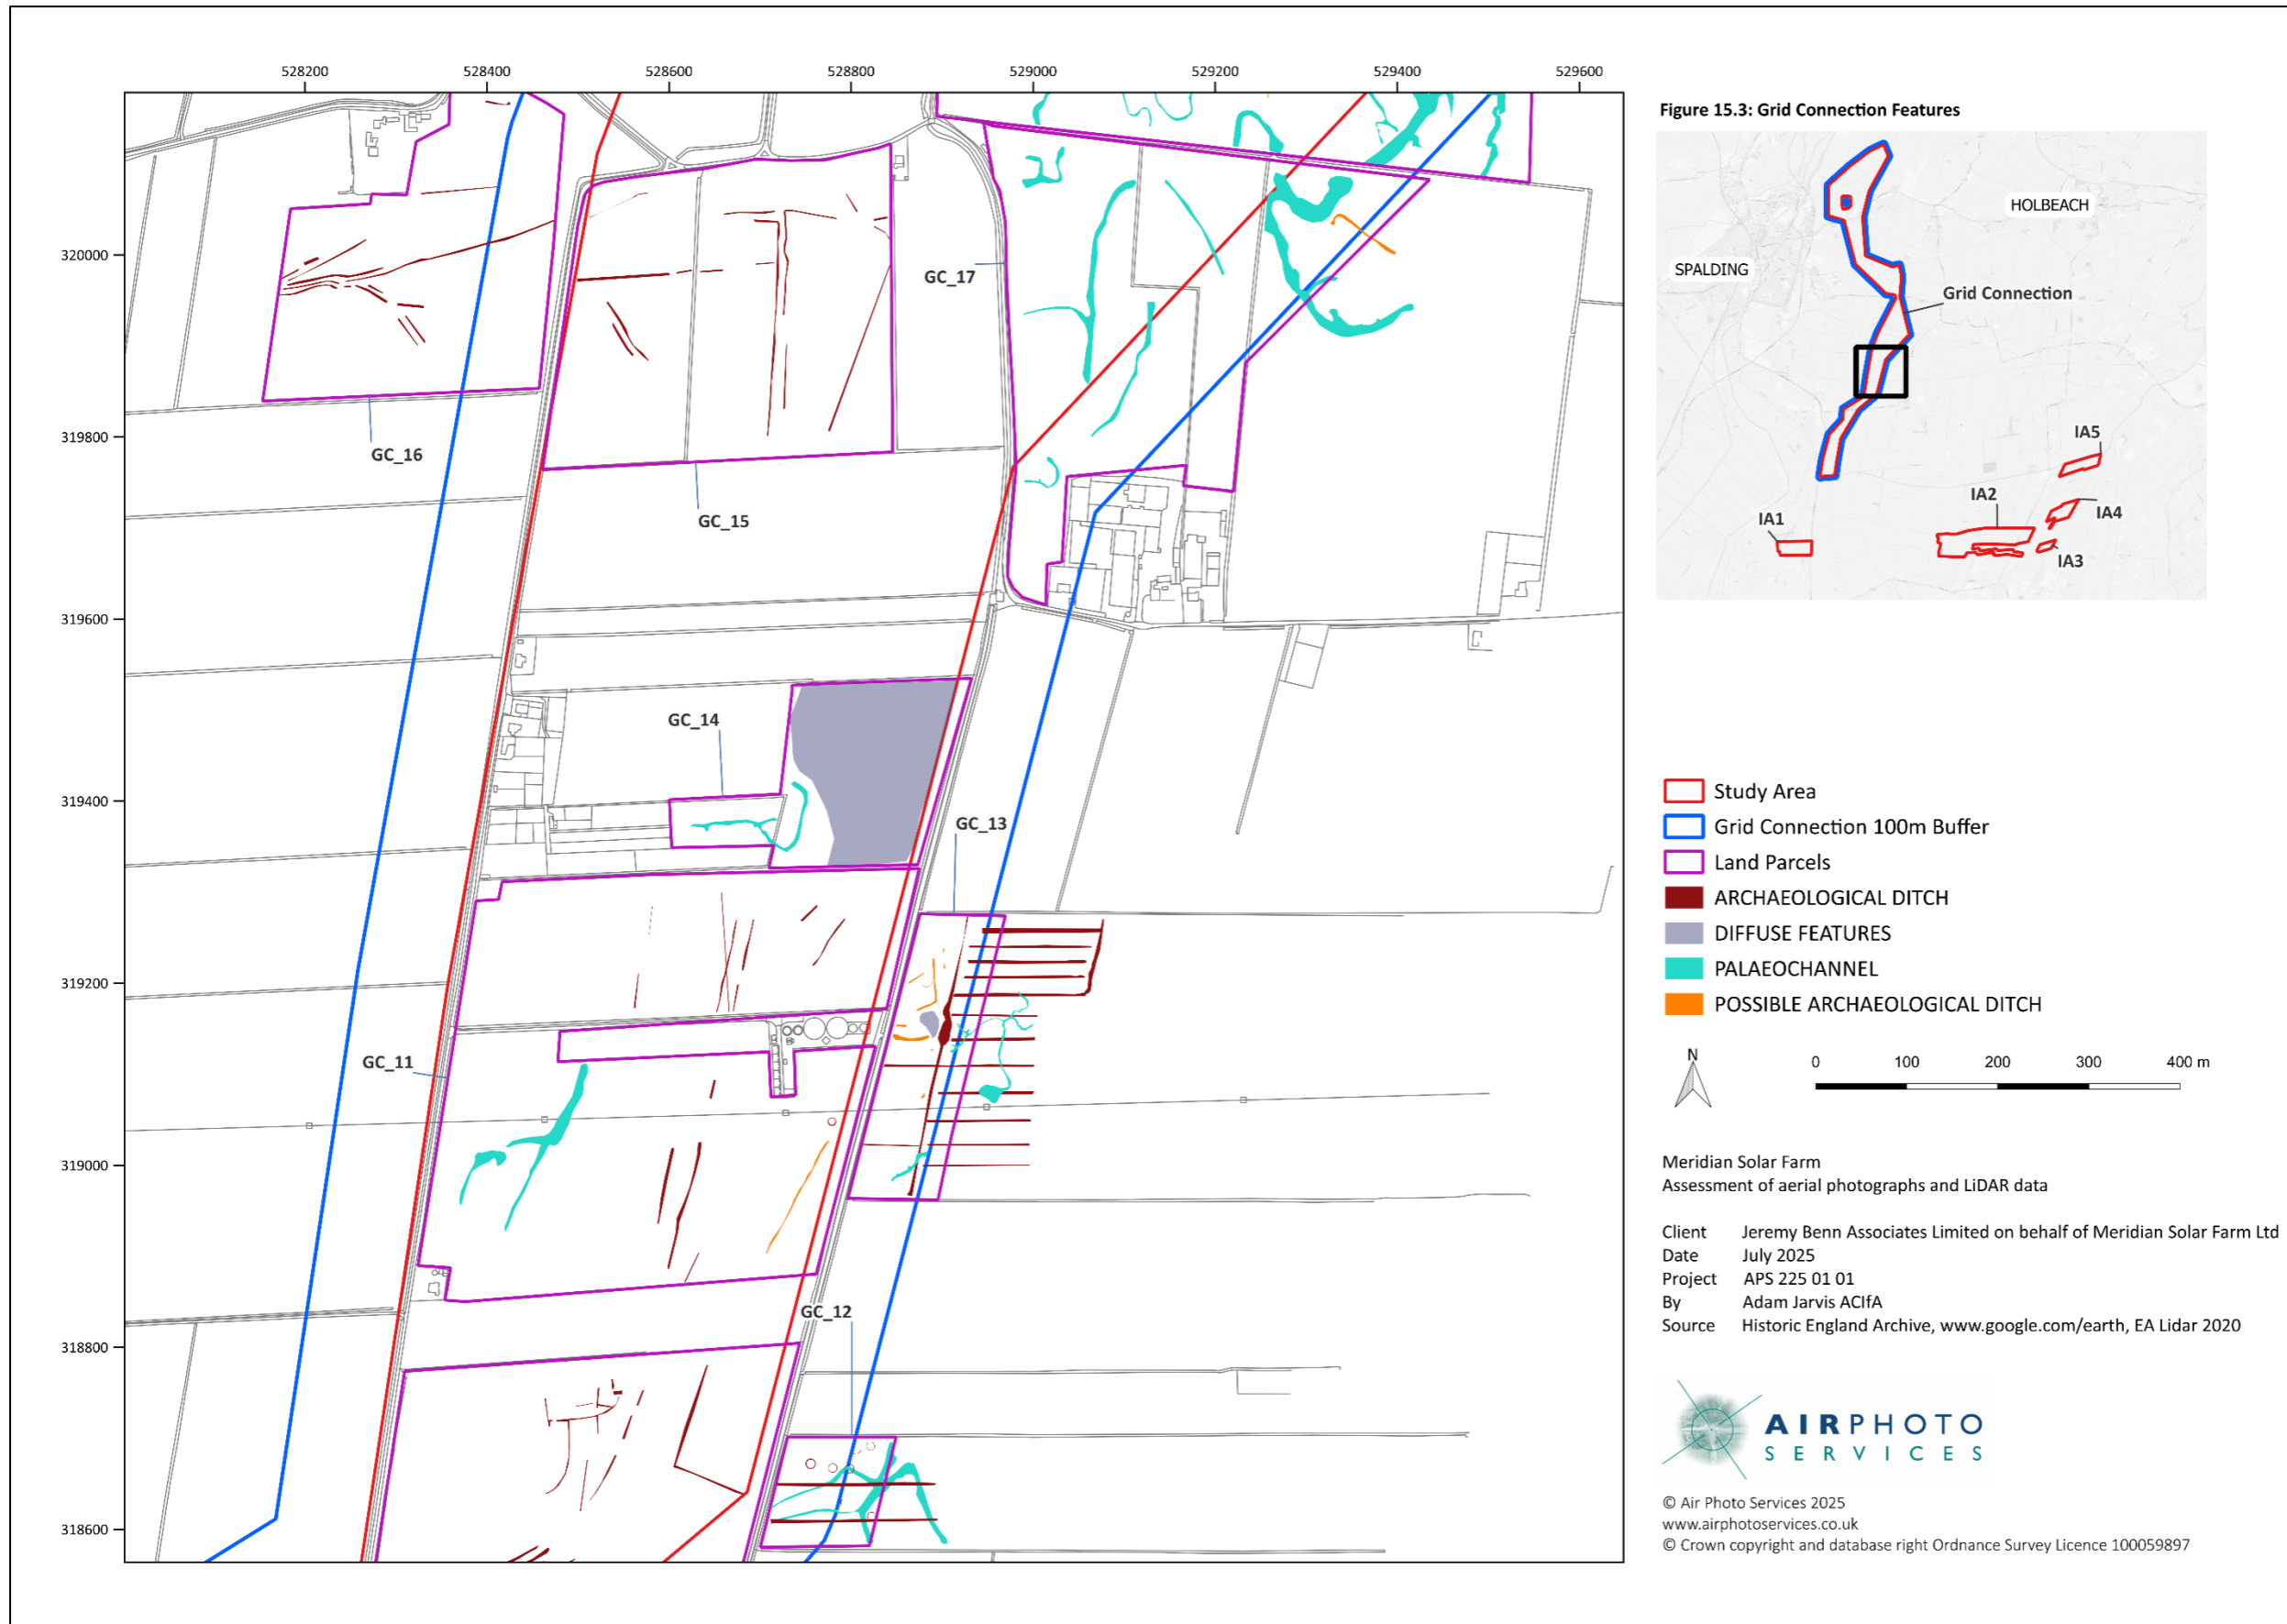 528200 528400 528600 528800 529000 529200 529400 529600
320000
319800
319600
319400
319200
319000
318800
318600
GC_17
GC_16
GC_15
GC_14
GC_13
GC_11
GC_12
Figure 15.3: Grid Connection Features
HOLBEACH
SPALDING
Grid Connection
IA5
IA2
IA4
IA1
IA3
Study Area
Grid Connection 100m Buffer
Land Parcels
ARCHAEOLOGICAL DITCH
DIFFUSE FEATURES
PALAEOCHANNEL
POSSIBLE ARCHAEOLOGICAL DITCH
N
0 100 200 300 400 m
Meridian Solar Farm
Assessment of aerial photographs and LiDAR data
Client Jeremy Benn Associates Limited on behalf of Meridian Solar Farm Ltd
Date July 2025
Project APS 225 01 01
By Adam Jarvis ACIfA
Source Historic England Archive, www.google.com/earth, EA Lidar 2020
AIRPHOTO
SERVICES
© Air Photo Services 2025
www.airphotoservices.co.uk
© Crown copyright and database right Ordnance Survey Licence 100059897